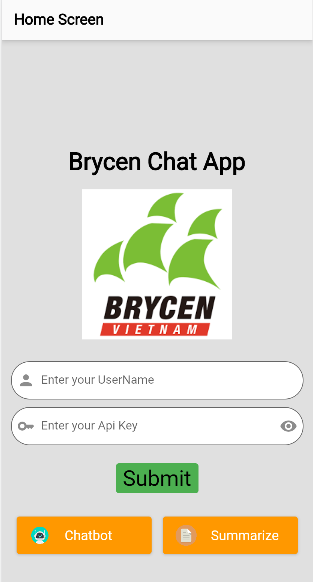 Home Screen
Brycen Chat App
BRYCEN
VIETNAM
Enter your UserName
Enter your Api Key
Submit
Chatbot
Summarize